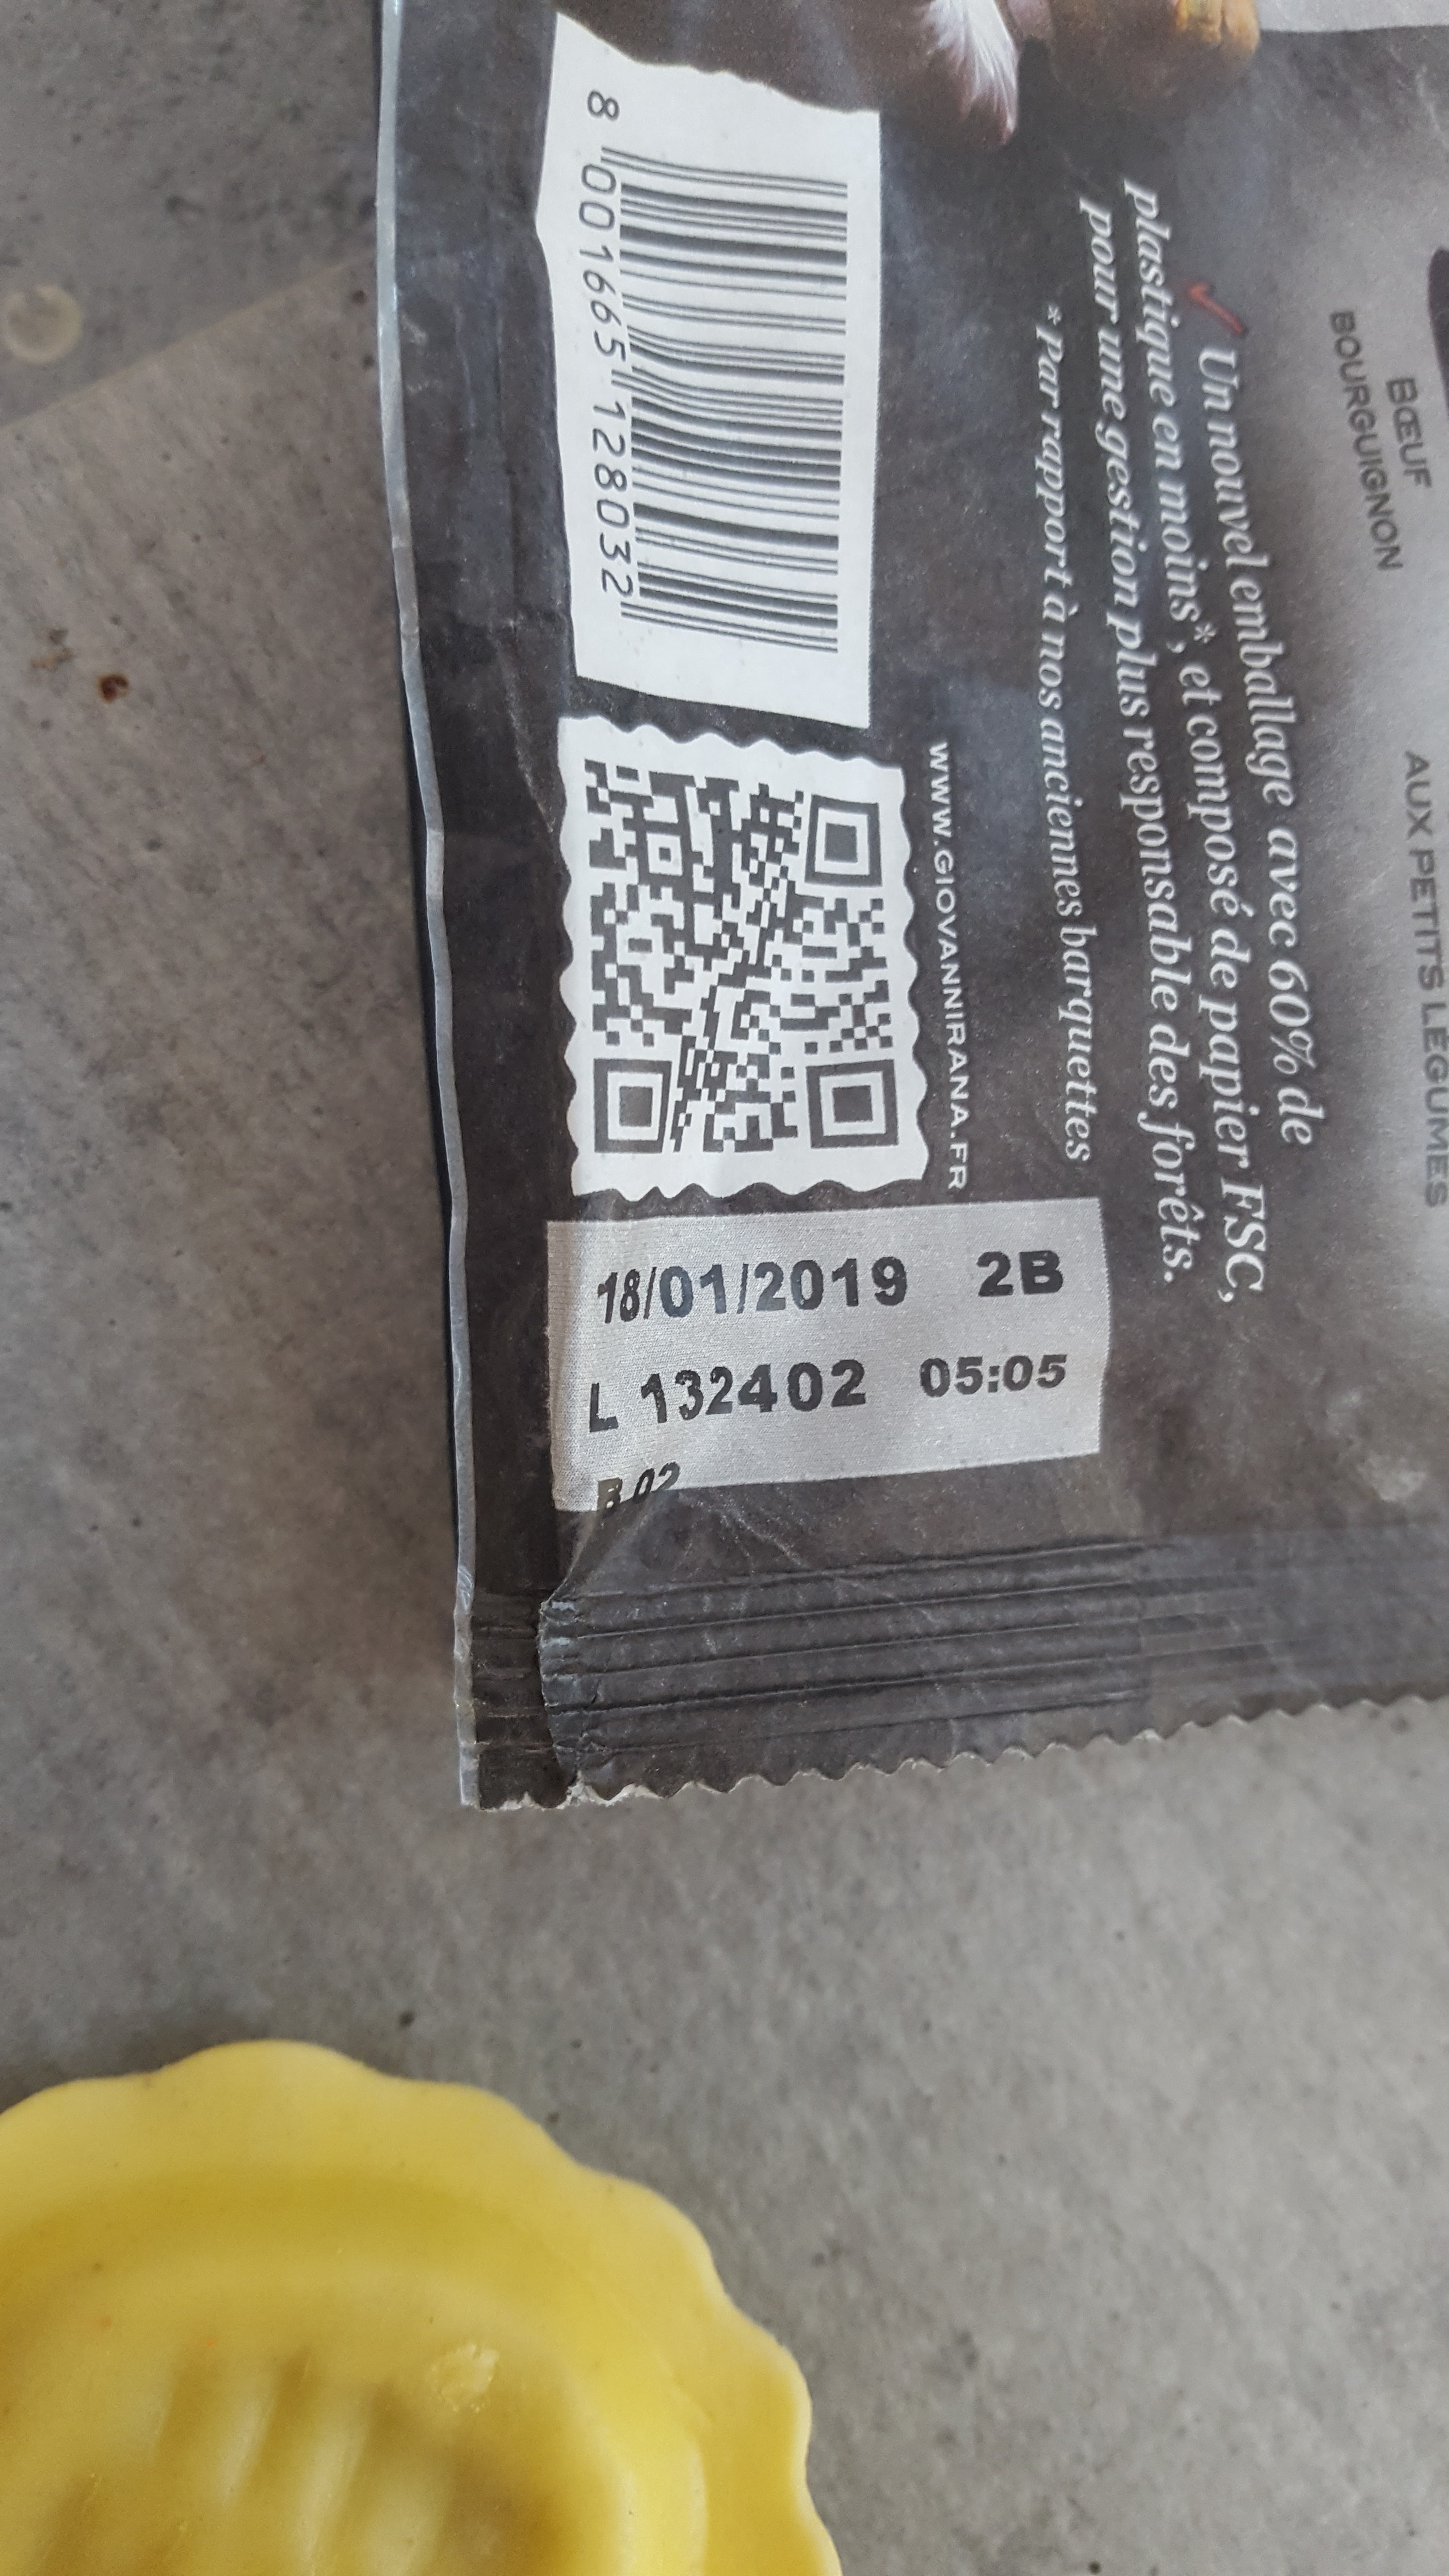 8 001665 128032
BŒUF
BOURGUIGNON
AUX PETITS LÉGUMES
✓ Un nouvel emballage avec 60% de
plastique en moins*, et composé de papier FSC,
pour une gestion plus responsable des forêts.
*Par rapport à nos anciennes barquettes
WWW.GIOVANNIRANA.FR
18/01/2019 2B
L 132402 05:05
B 02